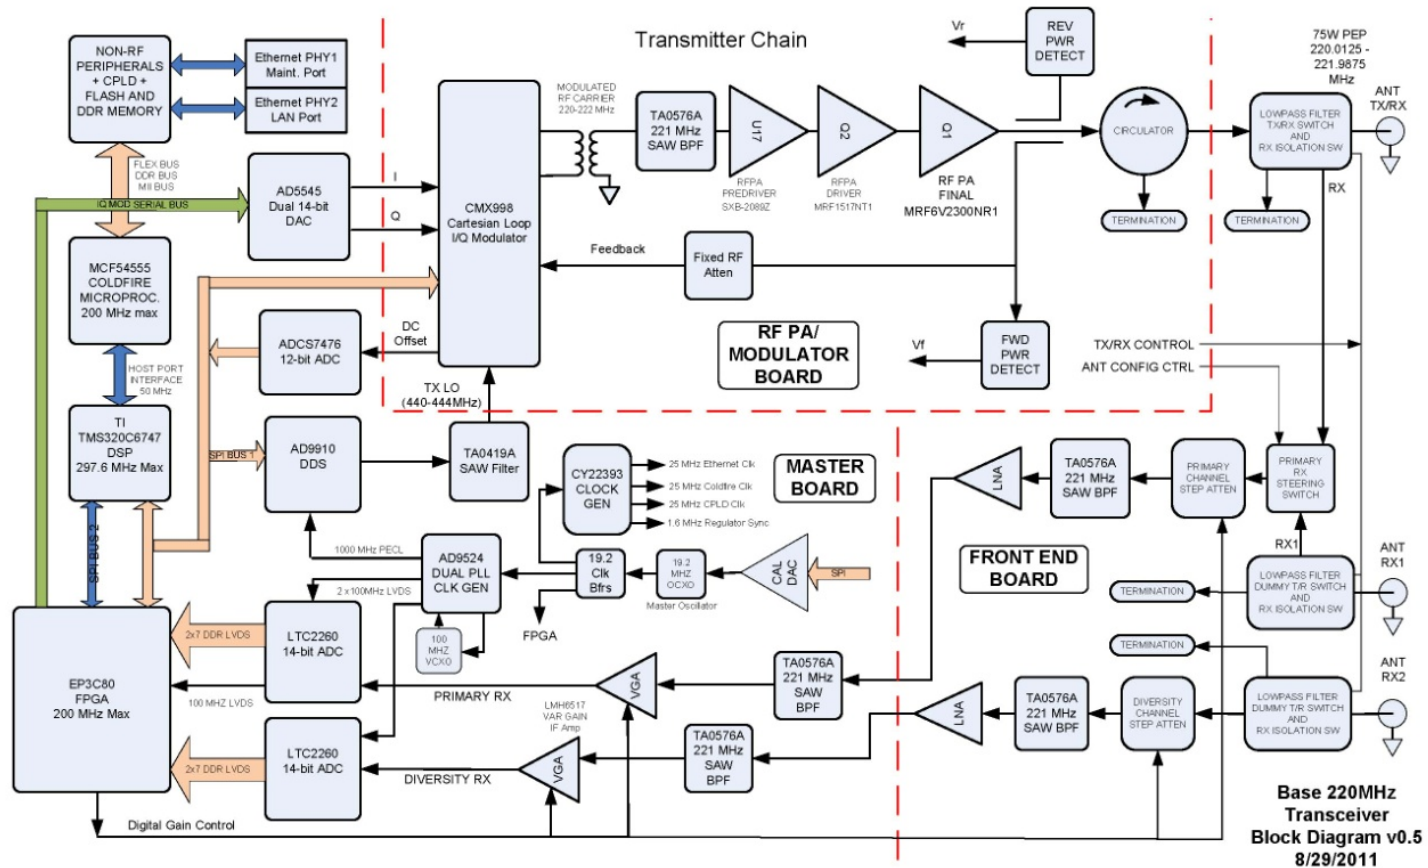 Transmitter Chain
NON-RF
PERIPHERALS
+ CPLD +
FLASH AND
DDR MEMORY
Ethernet PHY1
Maint. Port
Ethernet PHY2
LAN Port
FLEX BUS
DDR BUS
MII BUS
IQ MOD SERIAL BUS
AD5545
Dual 14-bit
DAC
I
Q
CMX998
Cartesian Loop
I/Q Modulator
MODULATED
RF CARRIER
220-222 MHz
TA0576A
221 MHz
SAW BPF
U17
RFPA
PREDRIVER
SXB-2089Z
Q2
RFPA
DRIVER
MRF1517NT1
Q1
RF PA
FINAL
MRF6V2300NR1
Vr
REV
PWR
DETECT
CIRCULATOR
TERMINATION
75W PEP
220.0125 -
221.9875
MHz
LOWPASS FILTER
TX/RX SWITCH
AND
RX ISOLATION SW
ANT
TX/RX
RX
TERMINATION
Feedback
Fixed RF
Atten
Vf
FWD
PWR
DETECT
RF PA/
MODULATOR
BOARD
TX/RX CONTROL
ANT CONFIG CTRL
MCF54555
COLDFIRE
MICROPROC.
200 MHz max
HOST PORT
INTERFACE
50 MHz
ADCS7476
12-bit ADC
DC
Offset
TX LO
(440-444MHz)
TI
TMS320C6747
DSP
297.6 MHz Max
SPI BUS 1
SPI BUS 2
AD9910
DDS
TA0419A
SAW Filter
CY22393
CLOCK
GEN
25 MHz Ethernet Clk
25 MHz Coldfire Clk
25 MHz CPLD Clk
1.6 MHz Regulator Sync
MASTER
BOARD
FRONT END
BOARD
1000 MHz PECL
2 x 100MHz LVDS
AD9524
DUAL PLL
CLK GEN
100
MHZ
VCXO
19.2
Clk
Bfrs
FPGA
19.2
MHZ
OCXO
Master Oscillator
CAL
DAC
SPI
LNA
TA0576A
221 MHz
SAW BPF
PRIMARY
CHANNEL
STEP ATTEN
PRIMARY
RX
STEERING
SWITCH
RX1
LOWPASS FILTER
DUMMY T/R SWITCH
AND
RX ISOLATION SW
ANT
RX1
TERMINATION
TERMINATION
EP3C80
FPGA
200 MHz Max
2x7 DDR LVDS
LTC2260
14-bit ADC
100 MHZ LVDS
PRIMARY RX
VGA
TA0576A
221 MHz
SAW
BPF
2x7 DDR LVDS
LTC2260
14-bit ADC
DIVERSITY RX
LMH6517
VAR GAIN
IF Amp
VGA
TA0576A
221 MHz
SAW
BPF
LNA
TA0576A
221 MHz
SAW BPF
DIVERSITY
CHANNEL
STEP ATTEN
LOWPASS FILTER
DUMMY T/R SWITCH
AND
RX ISOLATION SW
ANT
RX2
Digital Gain Control
Base 220MHz
Transceiver
Block Diagram v0.5
8/29/2011